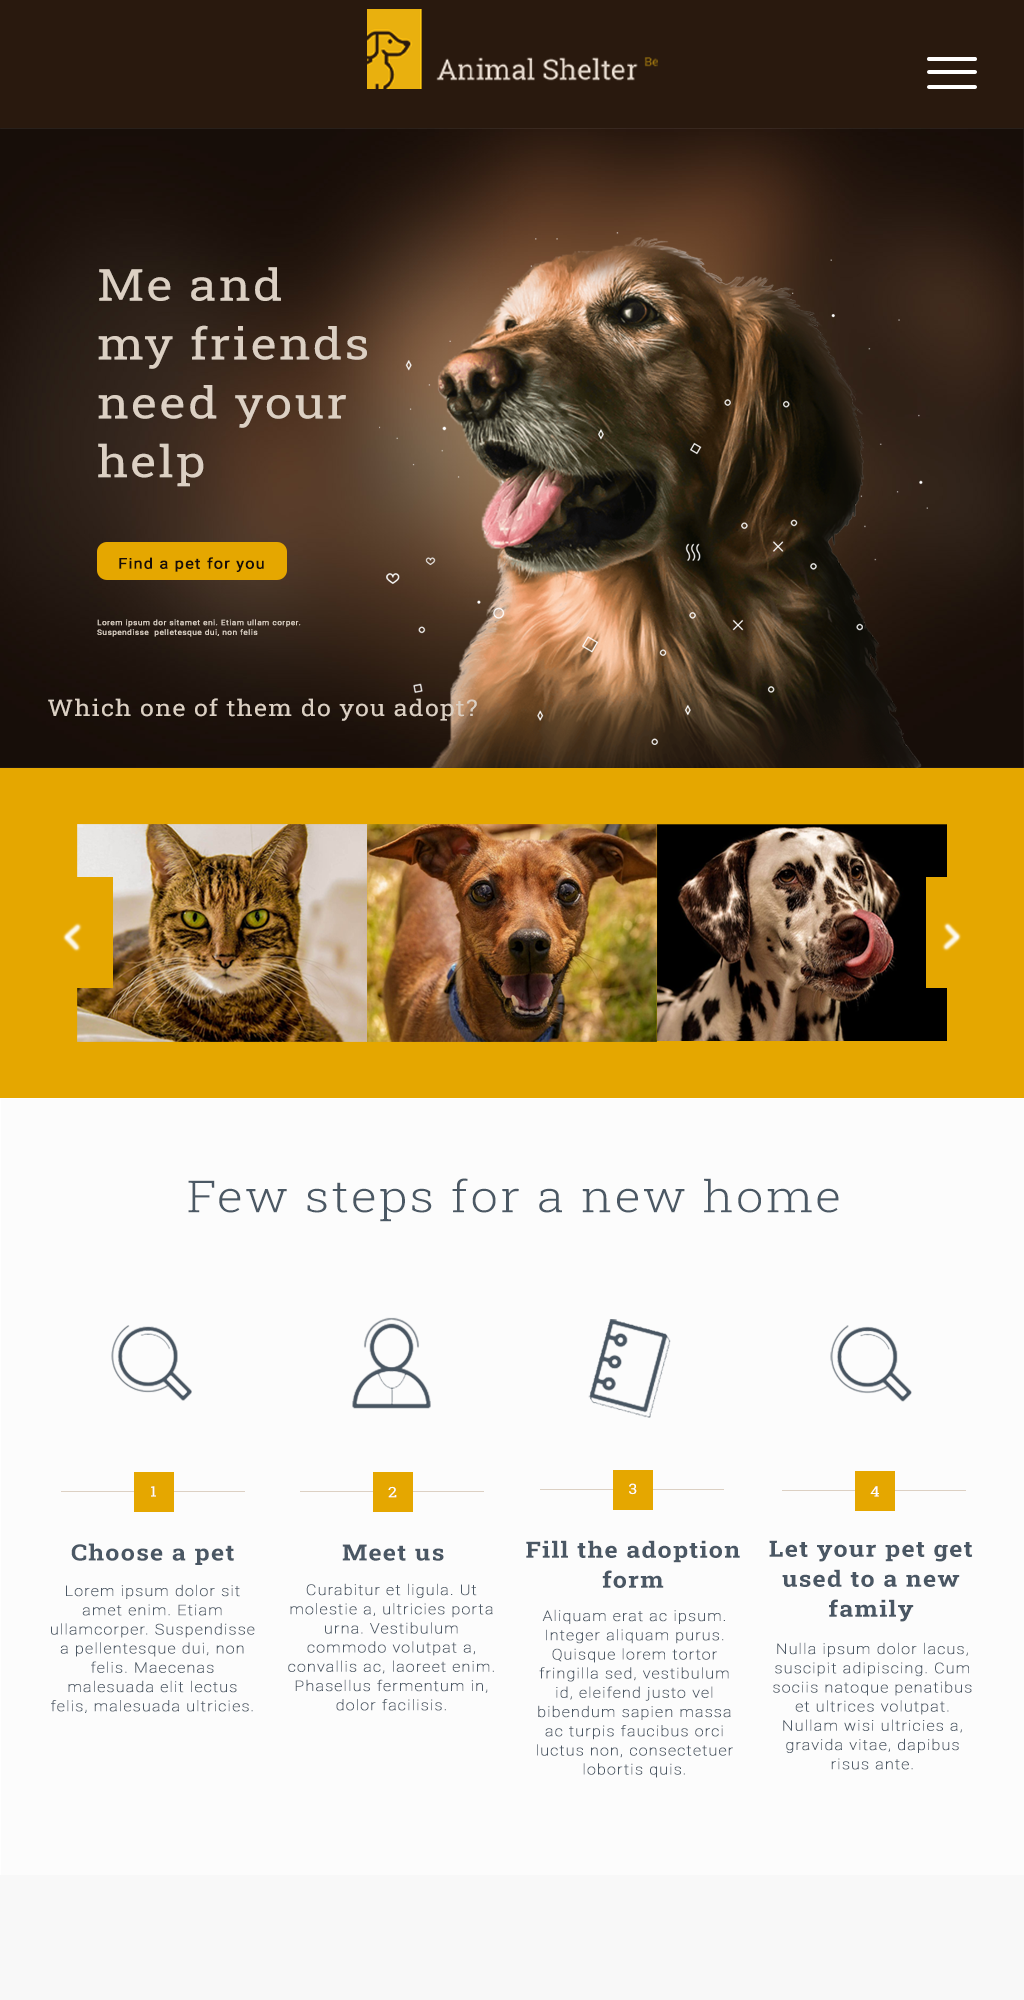 Animal Shelter Be
Me and
my friends
need your
help
Find a pet for you
Lorem ipsum dor sitamet eni. Etiam ullam corper.
Suspendisse pelletesque dui, non felis
Which one of them do you adopt?
Few steps for a new home
1
Choose a pet
Lorem ipsum dolor sit
amet enim. Etiam
ullamcorper. Suspendisse
a pellentesque dui, non
felis. Maecenas
malesuada elit lectus
felis, malesuada ultricies.
2
Meet us
Curabitur et ligula. Ut
molestie a, ultricies porta
urna. Vestibulum
commodo volutpat a,
convallis ac, laoreet enim.
Phasellus fermentum in,
dolor facilisis.
3
Fill the adoption
form
Aliquam erat ac ipsum.
Integer aliquam purus.
Quisque lorem tortor
fringilla sed, vestibulum
id, eleifend justo vel
bibendum sapien massa
ac turpis faucibus orci
luctus non, consectetuer
lobortis quis.
4
Let your pet get
used to a new
family
Nulla ipsum dolor lacus,
suscipit adipiscing. Cum
sociis natoque penatibus
et ultrices volutpat.
Nullam wisi ultricies a,
gravida vitae, dapibus
risus ante.